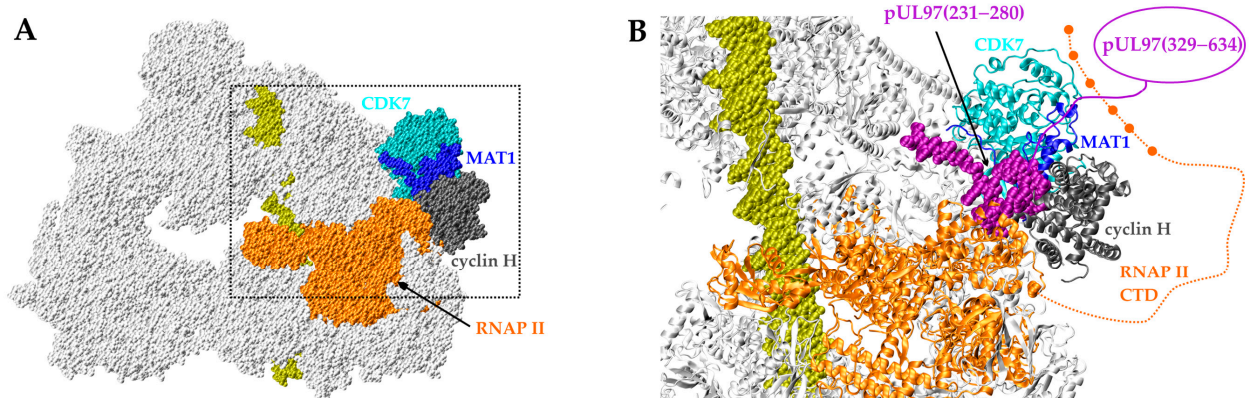 A
CDK7
MAT1
cyclin H
RNAP II
B
pUL97(231–280)
CDK7
pUL97(329–634)
MAT1
cyclin H
RNAP II
CTD